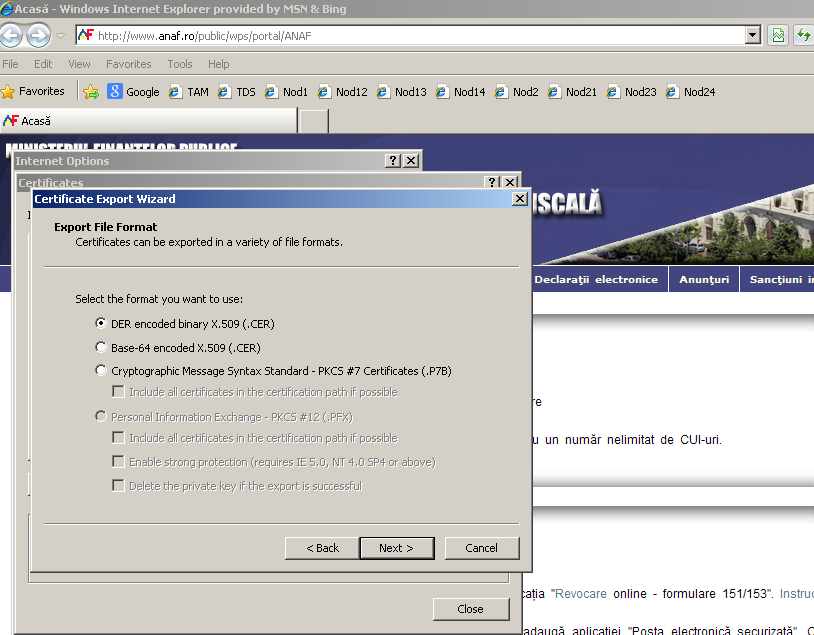 Acasă - Windows Internet Explorer provided by MSN & Bing
http://www.anaf.ro/public/wps/portal/ANAF
File Edit View Favorites Tools Help
Favorites Google TAM TDS Nod1 Nod12 Nod13 Nod14 Nod2 Nod21 Nod23 Nod24
Acasă
MINISTERUL FINANŢELOR PUBLICE
Internet Options
Certificates
Certificate Export Wizard
ISCALĂ
Export File Format
Certificates can be exported in a variety of file formats.
Declaraţii electronice Anunţuri Sancţiuni in
Select the format you want to use:
DER encoded binary X.509 (.CER)
Base-64 encoded X.509 (.CER)
Cryptographic Message Syntax Standard - PKCS #7 Certificates (.P7B)
Include all certificates in the certification path if possible
re
Personal Information Exchange - PKCS #12 (.PFX)
Include all certificates in the certification path if possible
u un număr nelimitat de CUI-uri.
Enable strong protection (requires IE 5.0, NT 4.0 SP4 or above)
Delete the private key if the export is successful
< Back Next > Cancel
caţia "Revocare online - formulare 151/153". Instruc
Close
adaugă aplicaţiei "Poşta electronică securizată".